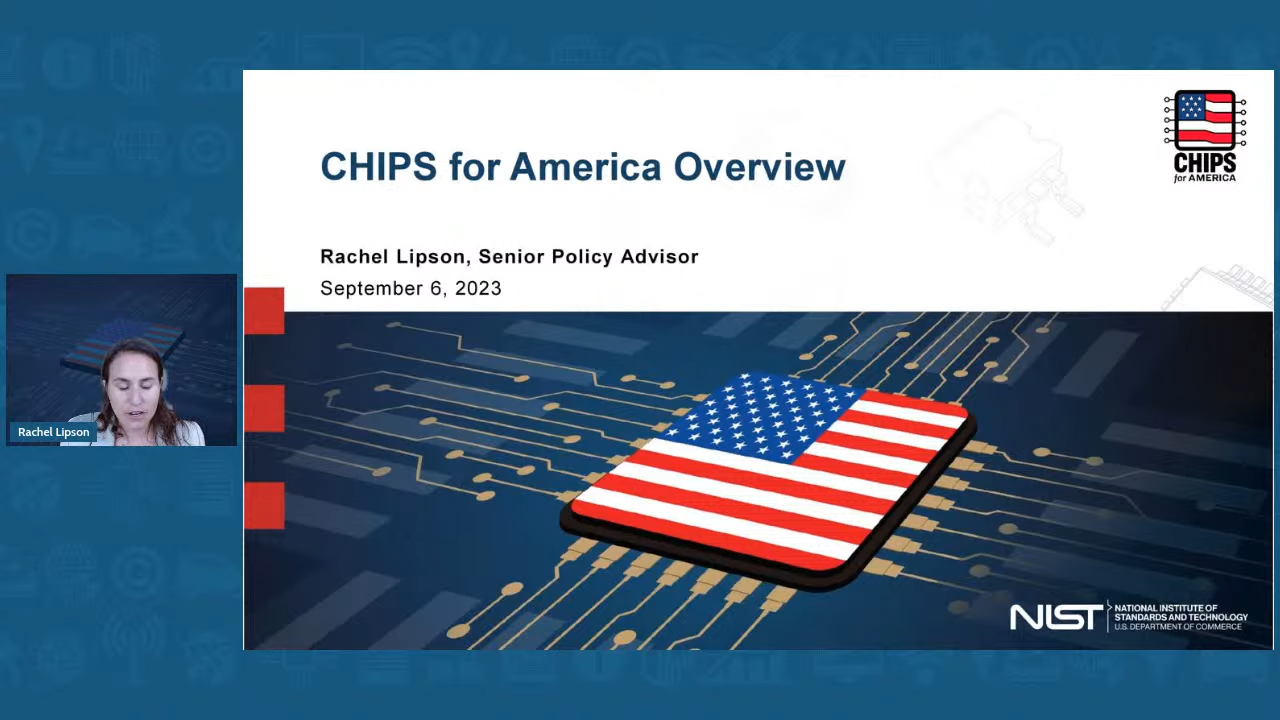 CHIPS for America Overview
CHIPS
for AMERICA
Rachel Lipson, Senior Policy Advisor
September 6, 2023
Rachel Lipson
NIST
NATIONAL INSTITUTE OF
STANDARDS AND TECHNOLOGY
U.S. DEPARTMENT OF COMMERCE